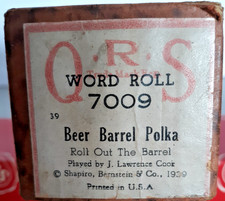 Q·R·S
WORD ROLL
7009
39
Beer Barrel Polka
Roll Out The Barrel
Played by J. Lawrence Cook
© Shapiro, Bernstein & Co., 1939
Printed in U.S.A.